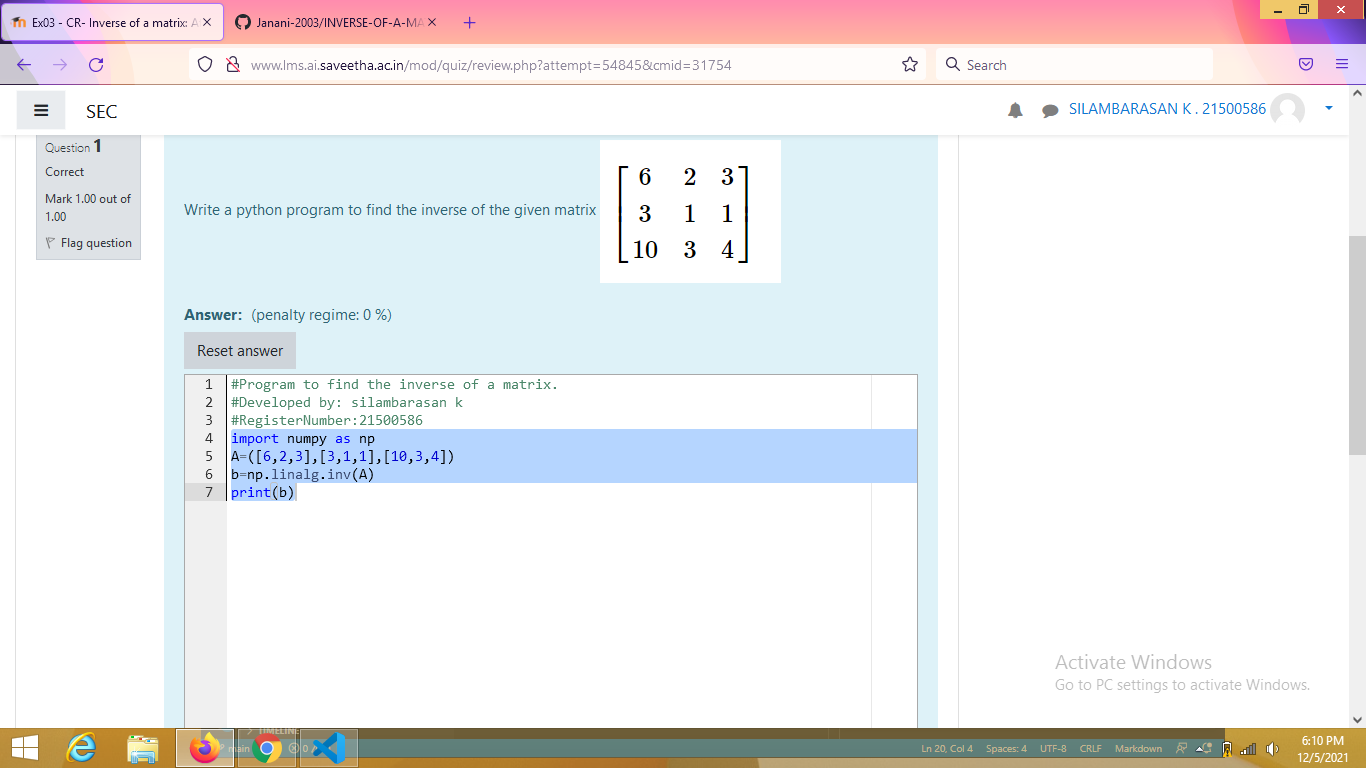 Ex03 - CR- Inverse of a matrix: A
Janani-2003/INVERSE-OF-A-MA
www.lms.ai.saveetha.ac.in/mod/quiz/review.php?attempt=54845&cmid=31754
Search
SEC
SILAMBARASAN K . 21500586
Question 1
Correct
Mark 1.00 out of
1.00
Flag question
Write a python program to find the inverse of the given matrix
6 2 3
3 1 1
10 3 4
Answer: (penalty regime: 0 %)
Reset answer
1 #Program to find the inverse of a matrix.
2 #Developed by: silambarasan k
3 #RegisterNumber:21500586
4 import numpy as np
5 A=([6,2,3],[3,1,1],[10,3,4])
6 b=np.linalg.inv(A)
7 print(b)
Activate Windows
Go to PC settings to activate Windows.
TIMELINE
main
0
Ln 20, Col 4 Spaces: 4 UTF-8 CRLF Markdown
6:10 PM
12/5/2021